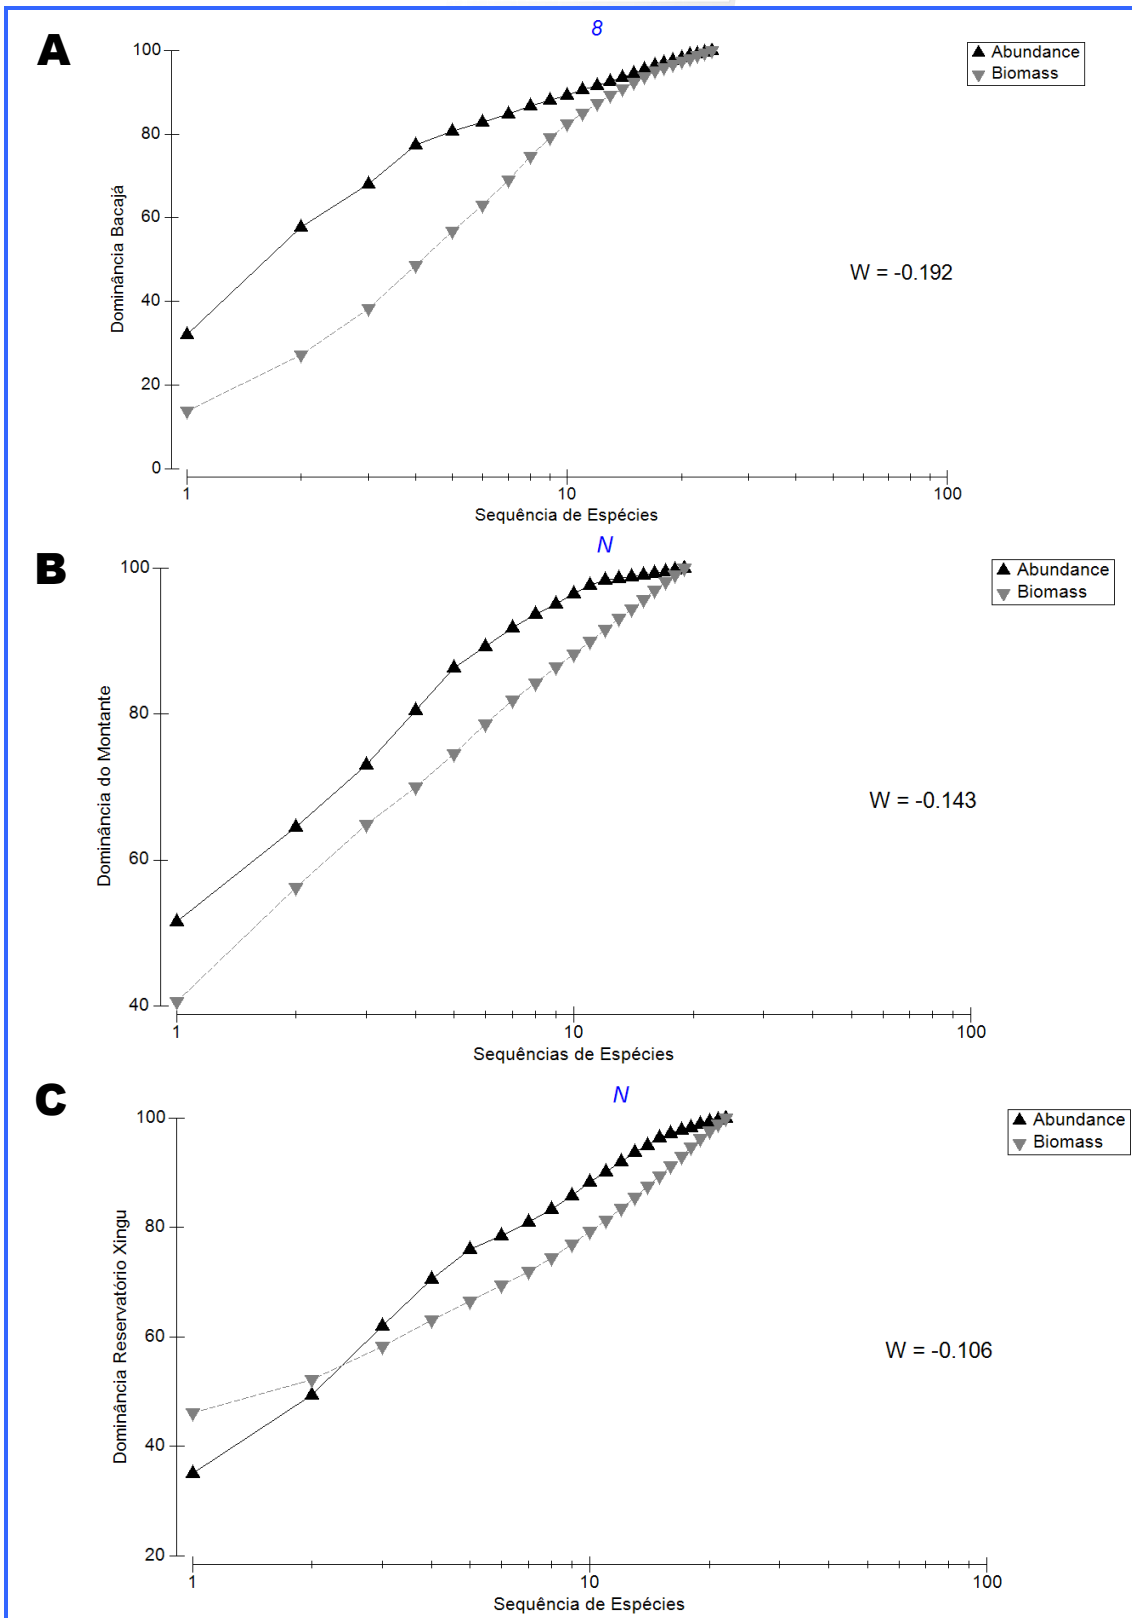 A
8
Abundance
Biomass
100
80
60
40
20
0
Dominância Bacajá
W = -0.192
1
10
100
Sequência de Espécies
B
N
Abundance
Biomass
100
80
60
40
Dominância do Montante
W = -0.143
1
10
100
Sequências de Espécies
C
N
Abundance
Biomass
100
80
60
40
20
Dominância Reservatório Xingu
W = -0.106
1
10
100
Sequência de Espécies